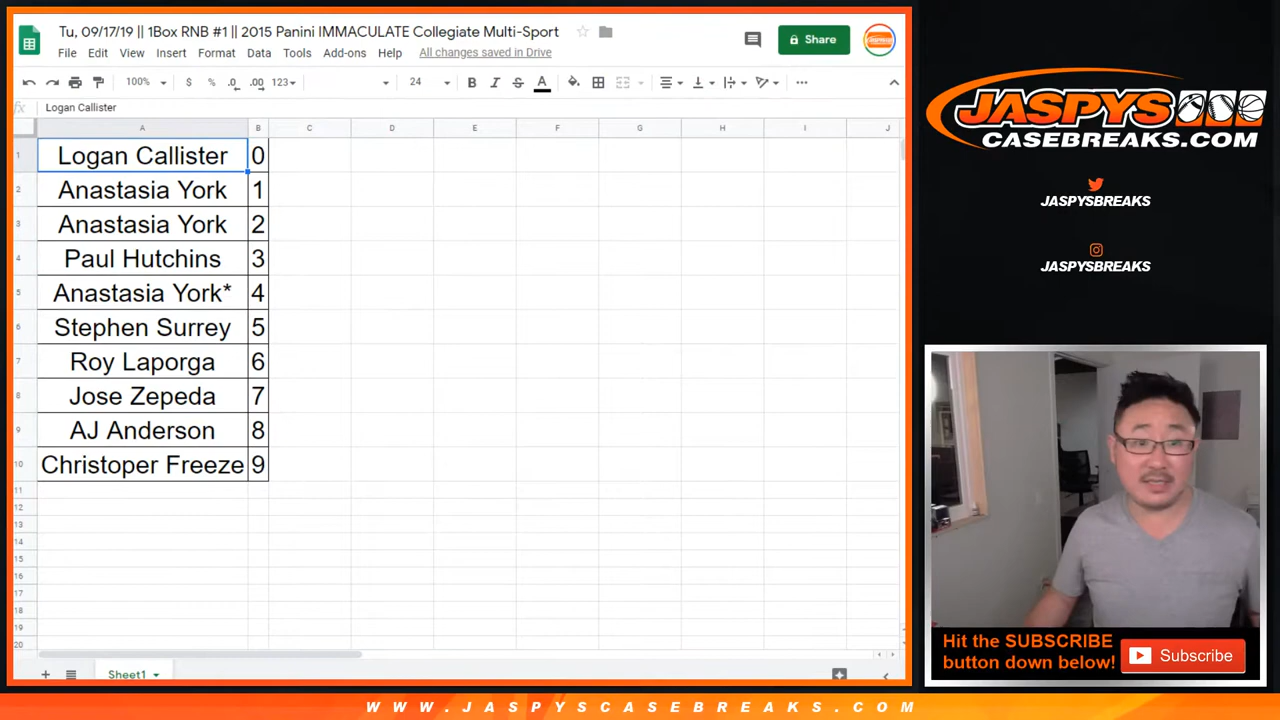 Tu, 09/17/19 || 1Box RNB #1 || 2015 Panini IMMACULATE Collegiate Multi-Sport
File Edit View Format Data Tools Add-ons Help All changes saved in Drive
Share
100% $ % .0 .00 123 24 B I S A
fx Logan Callister
A B C D E F G H I J
1 Logan Callister 0
2 Anastasia York 1
3 Anastasia York 2
4 Paul Hutchins 3
5 Anastasia York* 4
6 Stephen Surrey 5
7 Roy Laporga 6
8 Jose Zepeda 7
9 AJ Anderson 8
10 Christoper Freeze 9
11
12
13
14
15
16
17
18
19
20
Sheet1
JASPYS
CASEBREAKS.COM
JASPYSBREAKS
JASPYSBREAKS
Hit the SUBSCRIBE
button down below!
Subscribe
WWW.JASPYSCASEBREAKS.COM